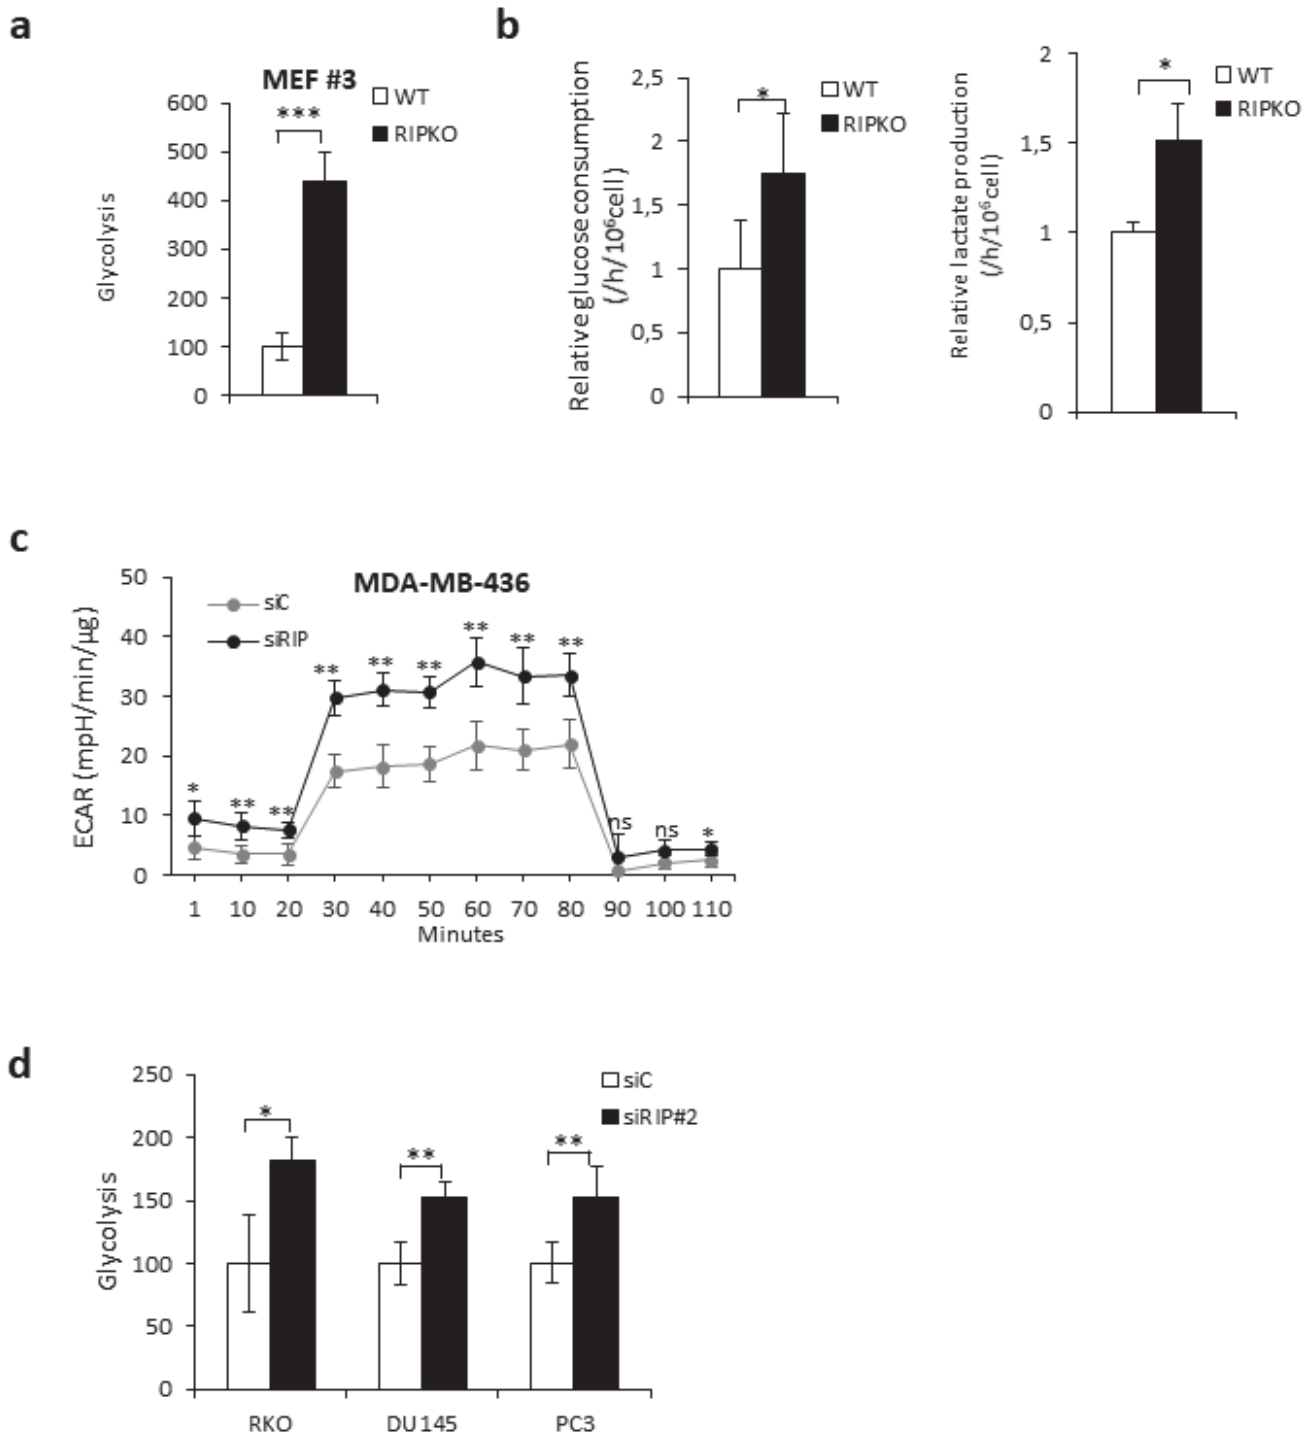 a
MEF #3
WT
RIPKO
***
600
500
400
300
200
100
0
Glycolysis
b
2,5
2
1,5
1
0,5
0
Relative glucose consumption
(/h/10⁶cell)
*
WT
RIPKO
2
1,5
1
0,5
0
Relative lactate production
(/h/10⁶cell)
*
WT
RIPKO
c
MDA-MB-436
siC
siRIP
50
40
30
20
10
0
ECAR (mpH/min/µg)
* ** ** ** ** ** ** ** ** ns ns *
1 10 20 30 40 50 60 70 80 90 100 110
Minutes
d
siC
siRIP#2
250
200
150
100
50
0
Glycolysis
* ** **
RKO DU145 PC3